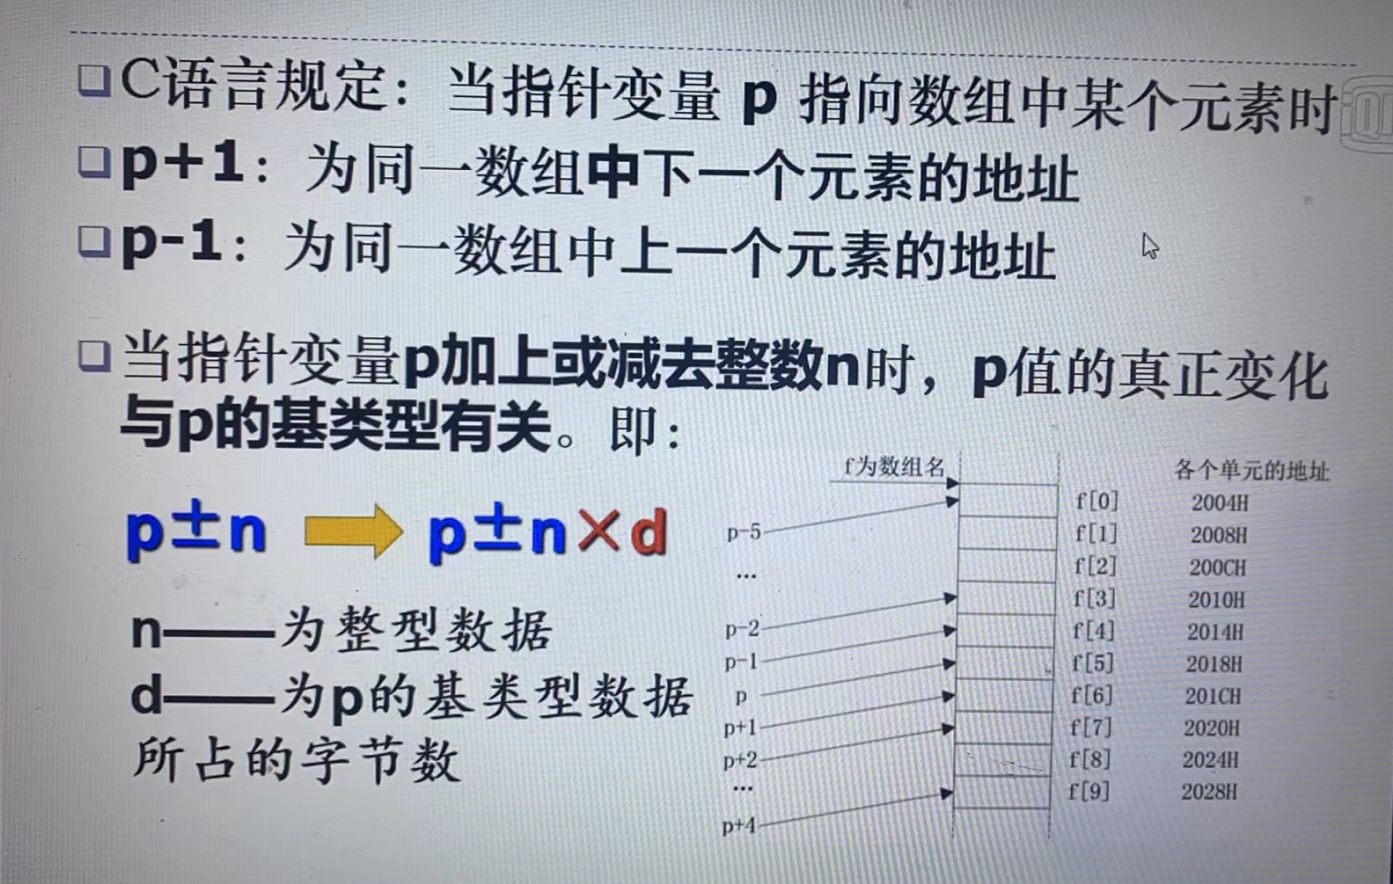 C语言规定：当指针变量 p 指向数组中某个元素时
p+1：为同一数组中下一个元素的地址
p-1：为同一数组中上一个元素的地址
当指针变量p加上或减去整数n时，p值的真正变化
与p的基类型有关。即：
p±n p±n×d
n——为整型数据
d——为p的基类型数据
所占的字节数
f为数组名 各个单元的地址
f[0] 2004H
p-5 f[1] 2008H
… f[2] 200CH
f[3] 2010H
p-2 f[4] 2014H
p-1 f[5] 2018H
p f[6] 201CH
p+1 f[7] 2020H
p+2 f[8] 2024H
… f[9] 2028H
p+4